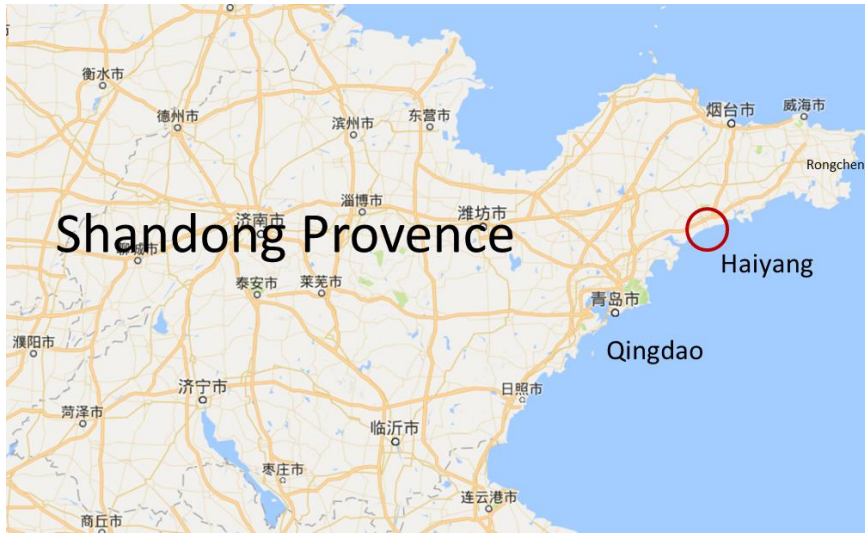 衡水市
德州市
滨州市
东营市
烟台市
威海市
Rongchen
淄博市
潍坊市
济南市
Shandong Provence
聊城市
Haiyang
泰安市
莱芜市
青岛市
濮阳市
Qingdao
济宁市
日照市
菏泽市
临沂市
枣庄市
连云港市
商丘市